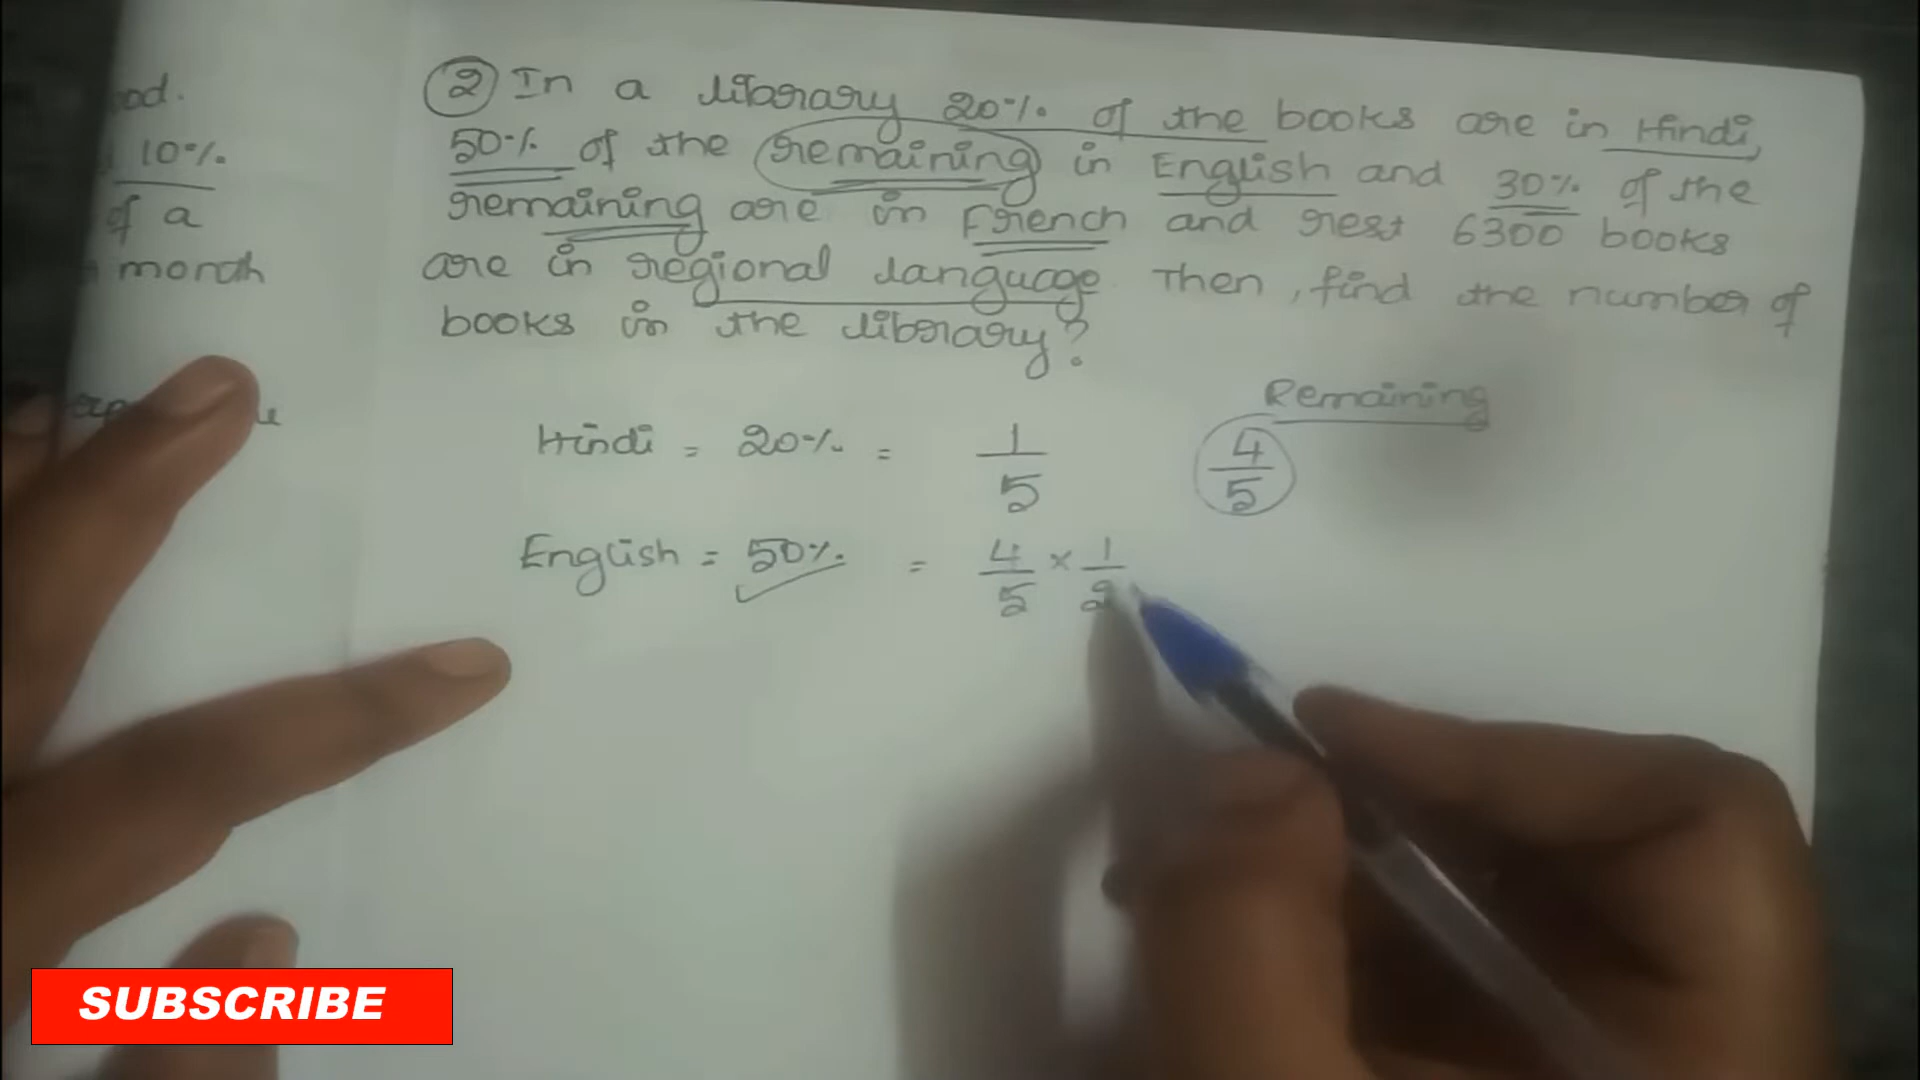 od.
10%
of a
month
② In a library 20% of the books are in Hindi,
50% of the remaining in English and 30% of the
remaining are in French and rest 6300 books
are in regional language Then, find the number of
books in the library?
Remaining
Hindi = 20% = 1/5 4/5
English = 50% = 4/5 × 1/2
SUBSCRIBE